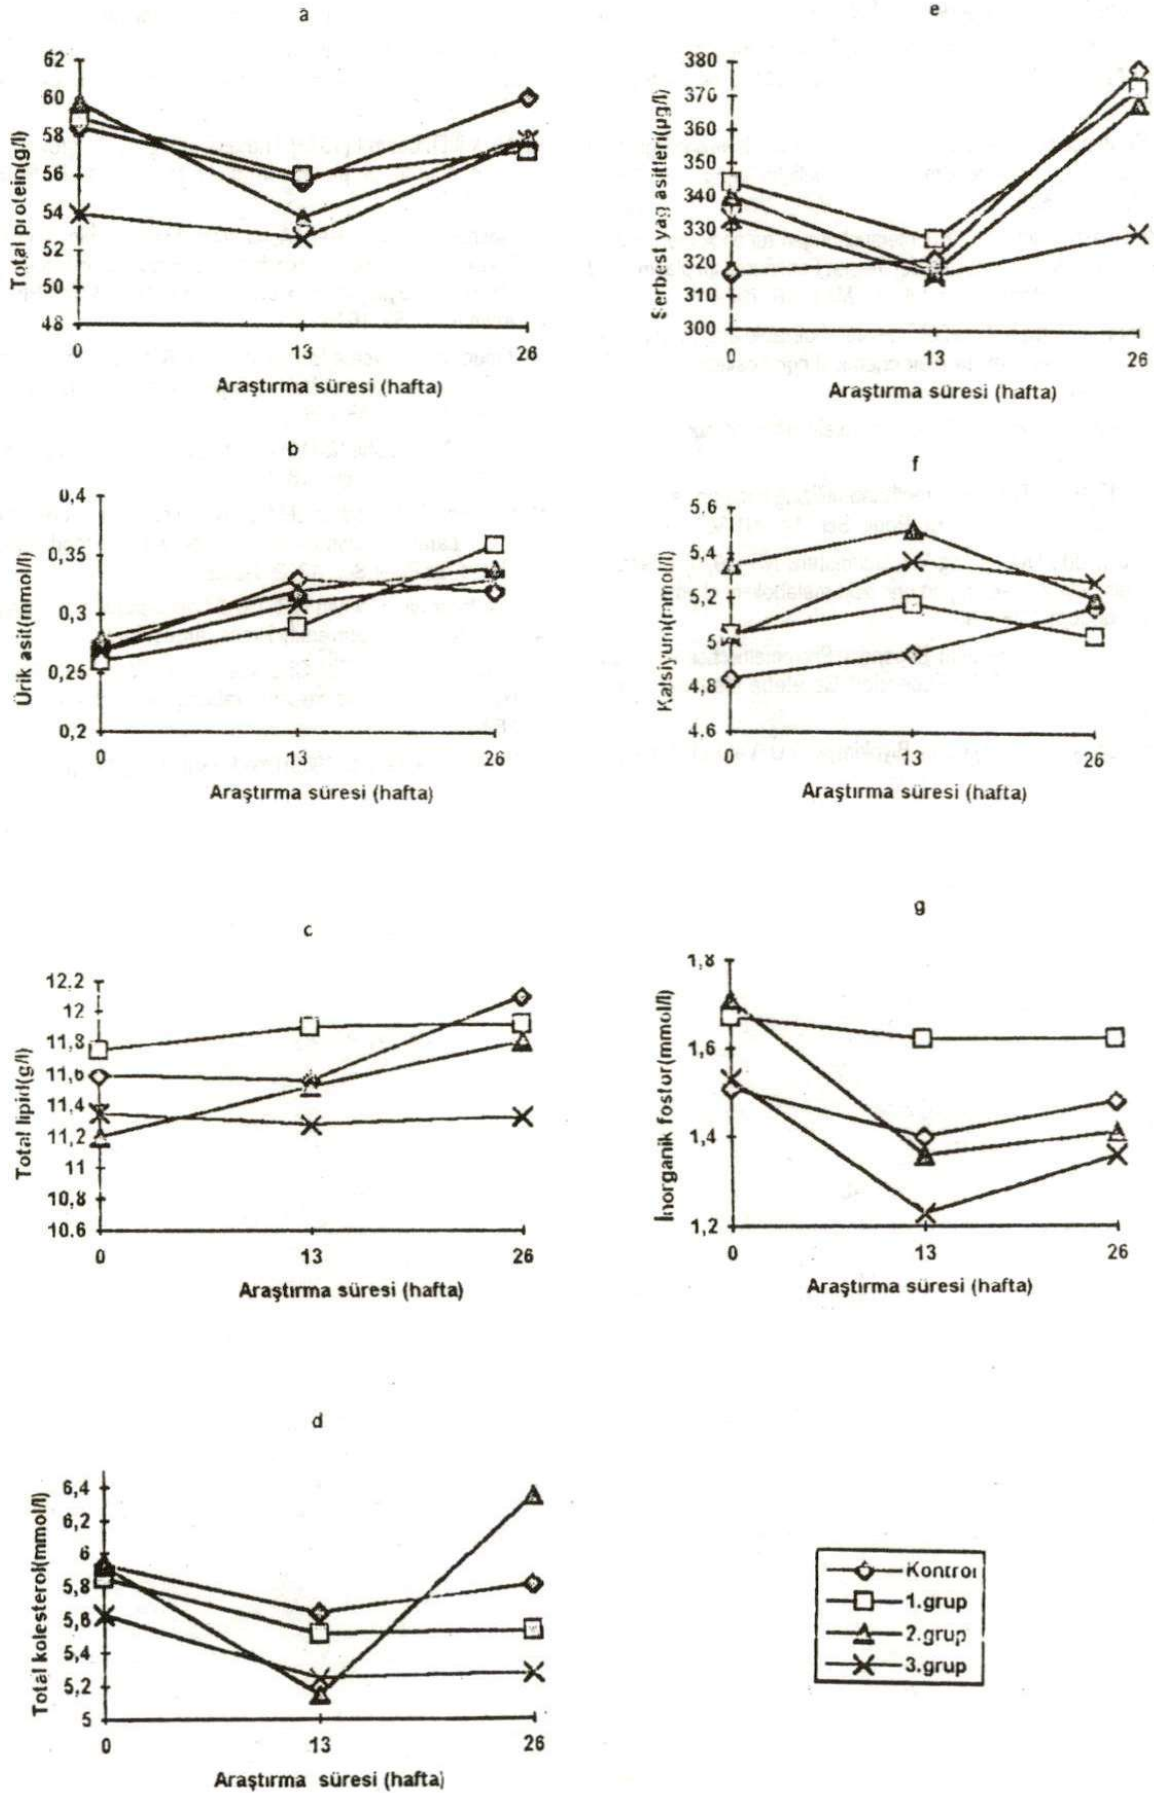 a
Total protein(g/l)
62
60
58
56
54
52
50
48
0
13
26
Araştırma süresi (hafta)
b
Ürik asit(mmol/l)
0,4
0,35
0,3
0,25
0,2
0
13
26
Araştırma süresi (hafta)
c
Total lipid(g/l)
12.2
12
11,8
11,6
11.4
11,2
11
10,8
10.6
0
13
26
Araştırma süresi (hafta)
d
Total kolesterol(mmol/l)
6,4
6,2
6
5,8
5,6
5,4
5,2
5
0
13
26
Araştırma süresi (hafta)
e
Serbest yag asitleri(µg/l)
380
370
360
350
340
330
320
310
300
0
13
26
Araştırma süresi (hafta)
f
Kalsiyum(mmol/l)
5.6
5,4
5,2
5
4,8
4.6
0
13
26
Araştırma süresi (hafta)
g
İnorganik fosfor(mmol/l)
1,8
1,6
1,4
1,2
0
13
26
Araştırma süresi (hafta)
Kontrol
1.grup
2.grup
3.grup